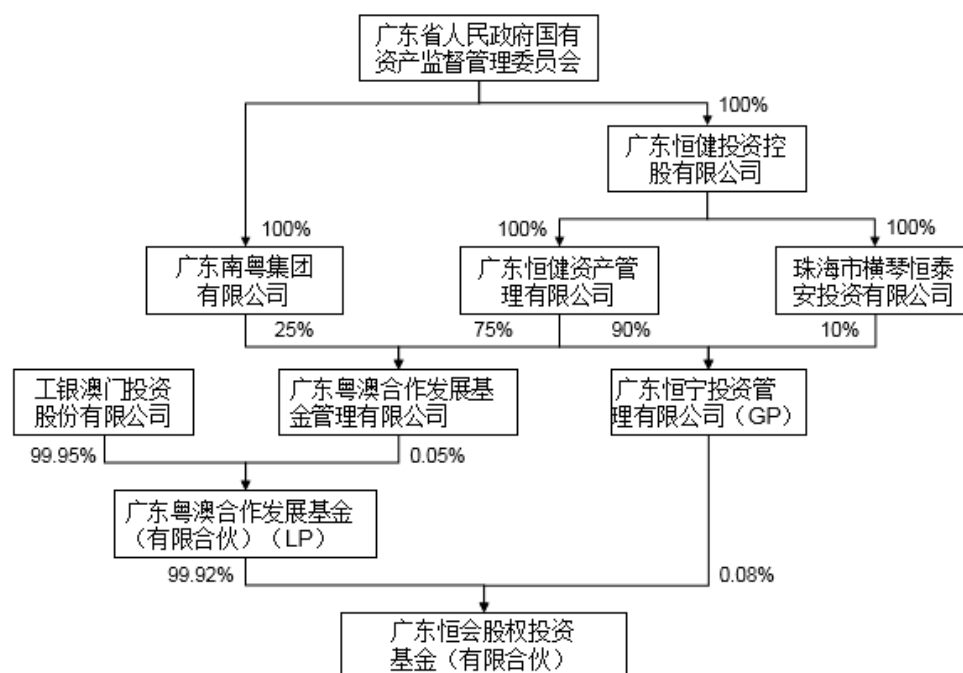 广东省人民政府国有
资产监督管理委员会
100%
广东恒健投资控
股有限公司
100%
100%
100%
广东南粤集团
有限公司
广东恒健资产管
理有限公司
珠海市横琴恒泰
安投资有限公司
25%
75%
90%
10%
工银澳门投资
股份有限公司
广东粤澳合作发展基
金管理有限公司
广东恒宁投资管
理有限公司（GP）
99.95%
0.05%
广东粤澳合作发展基金
（有限合伙）（LP）
99.92%
0.08%
广东恒会股权投资
基金（有限合伙）